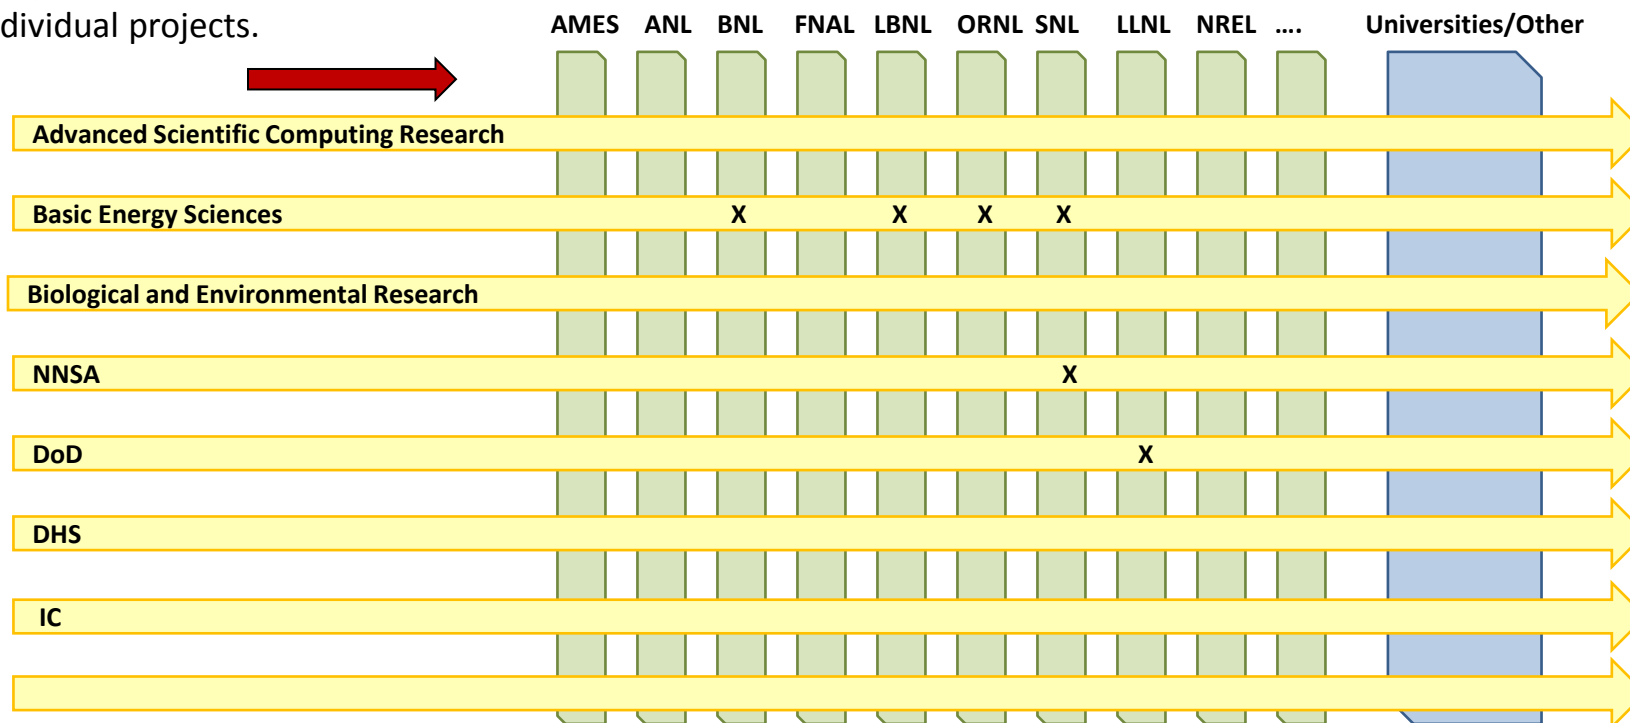 dividual projects.
AMES ANL BNL FNAL LBNL ORNL SNL LLNL NREL .... Universities/Other
Advanced Scientific Computing Research
Basic Energy Sciences X X X X
Biological and Environmental Research
NNSA X
DoD X
DHS
IC